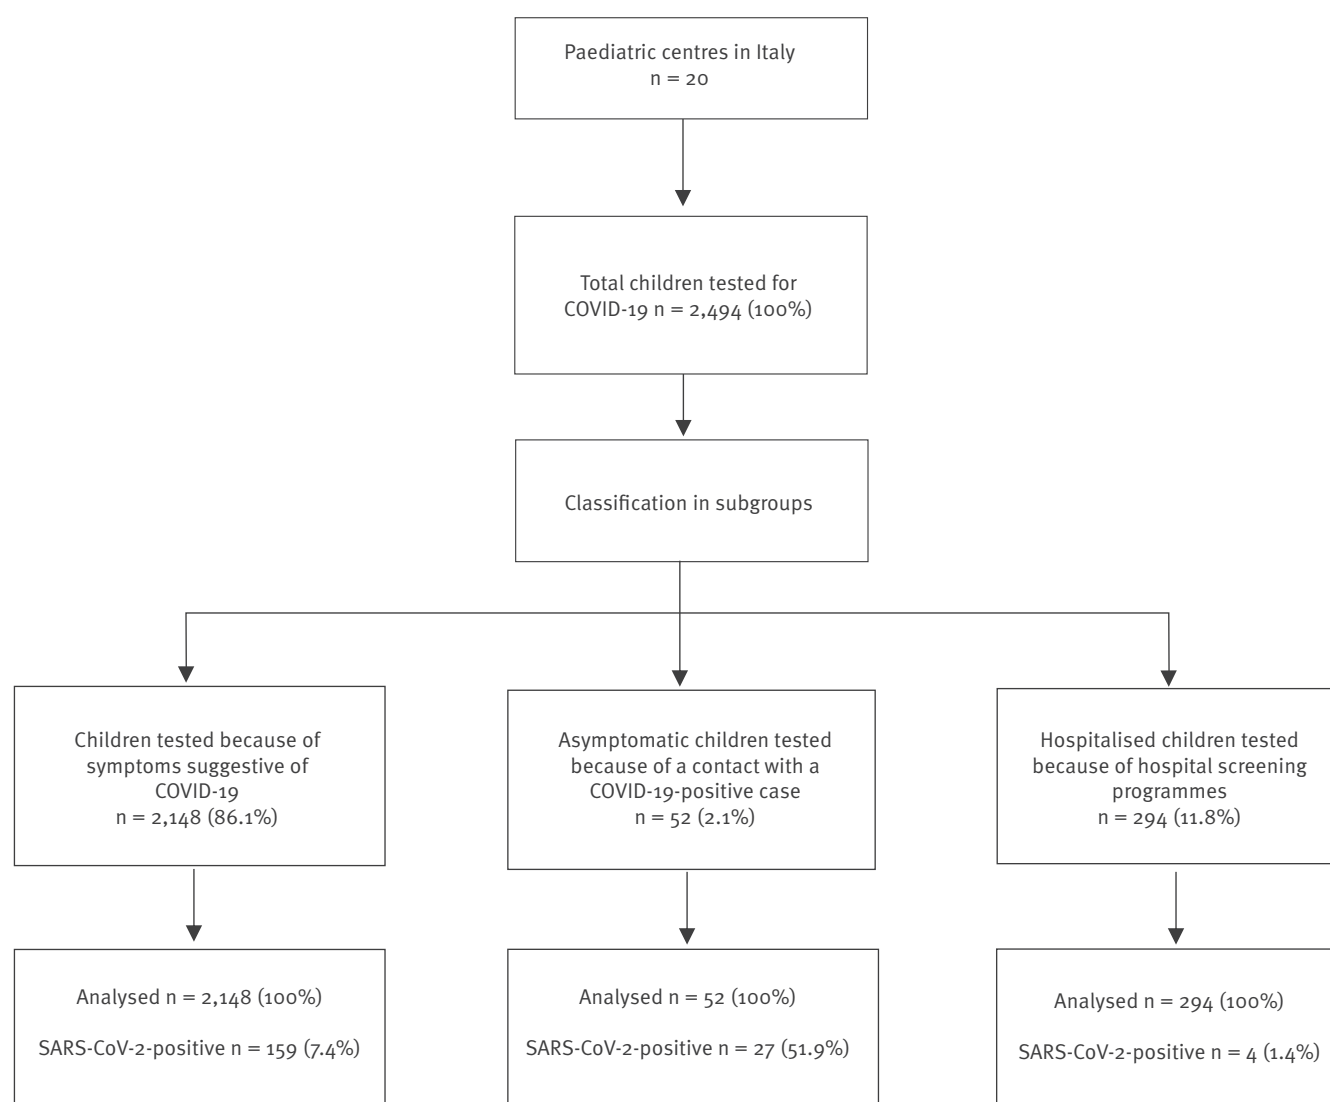 Paediatric centres in Italy
n = 20
Total children tested for
COVID-19 n = 2,494 (100%)
Classification in subgroups
Children tested because of
symptoms suggestive of
COVID-19
n = 2,148 (86.1%)
Asymptomatic children tested
because of a contact with a
COVID-19-positive case
n = 52 (2.1%)
Hospitalised children tested
because of hospital screening
programmes
n = 294 (11.8%)
Analysed n = 2,148 (100%)
SARS-CoV-2-positive n = 159 (7.4%)
Analysed n = 52 (100%)
SARS-CoV-2-positive n = 27 (51.9%)
Analysed n = 294 (100%)
SARS-CoV-2-positive n = 4 (1.4%)